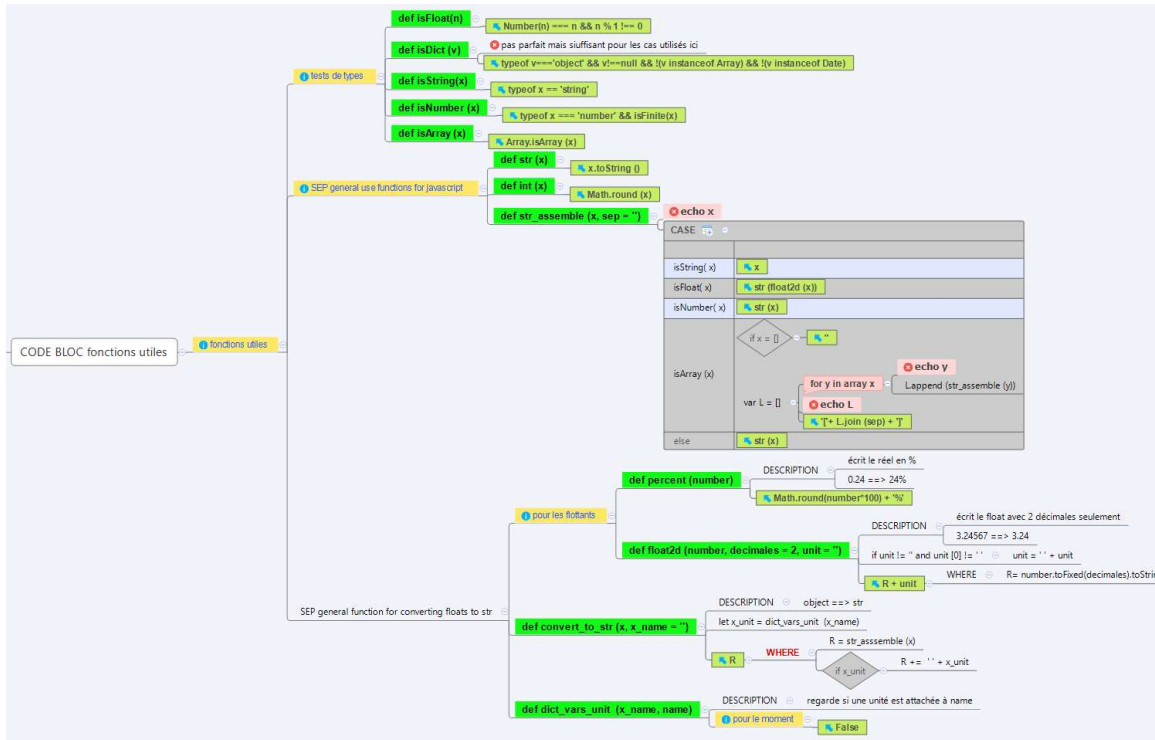 CODE BLOC fonctions utiles
fonctions utiles
tests de types
def isFloat(n)
Number(n) === n && n % 1 !== 0
def isDict (v)
pas parfait mais siuffisant pour les cas utilisés ici
typeof v==='object' && v!==null && !(v instanceof Array) && !(v instanceof Date)
def isString(x)
typeof x == 'string'
def isNumber (x)
typeof x === 'number' && isFinite(x)
def isArray (x)
Array.isArray (x)
SEP general use functions for javascript
def str (x)
x.toString ()
def int (x)
Math.round (x)
def str_assemble (x, sep = '')
echo x
CASE
isString( x)
x
isFloat( x)
str (float2d (x))
isNumber( x)
str (x)
isArray (x)
if x = []
''
var L = []
for y in array x
echo y
L.append (str_assemble (y))
echo L
'['+ L.join (sep) + ']'
else
str (x)
SEP general function for converting floats to str
pour les flottants
def percent (number)
DESCRIPTION
écrit le réel en %
0.24 ==> 24%
Math.round(number*100) + '%'
def float2d (number, decimales = 2, unit = '')
DESCRIPTION
écrit le float avec 2 décimales seulement
3.24567 ==> 3.24
if unit != '' and unit [0] != ' '
unit = ' ' + unit
R + unit
WHERE
R= number.toFixed(decimales).toStrin
def convert_to_str (x, x_name = '')
DESCRIPTION
object ==> str
let x_unit = dict_vars_unit (x_name)
R
WHERE
R = str_asssemble (x)
if x_unit
R += ' ' + x_unit
def dict_vars_unit (x_name, name)
DESCRIPTION
regarde si une unité est attachée à name
pour le moment
False